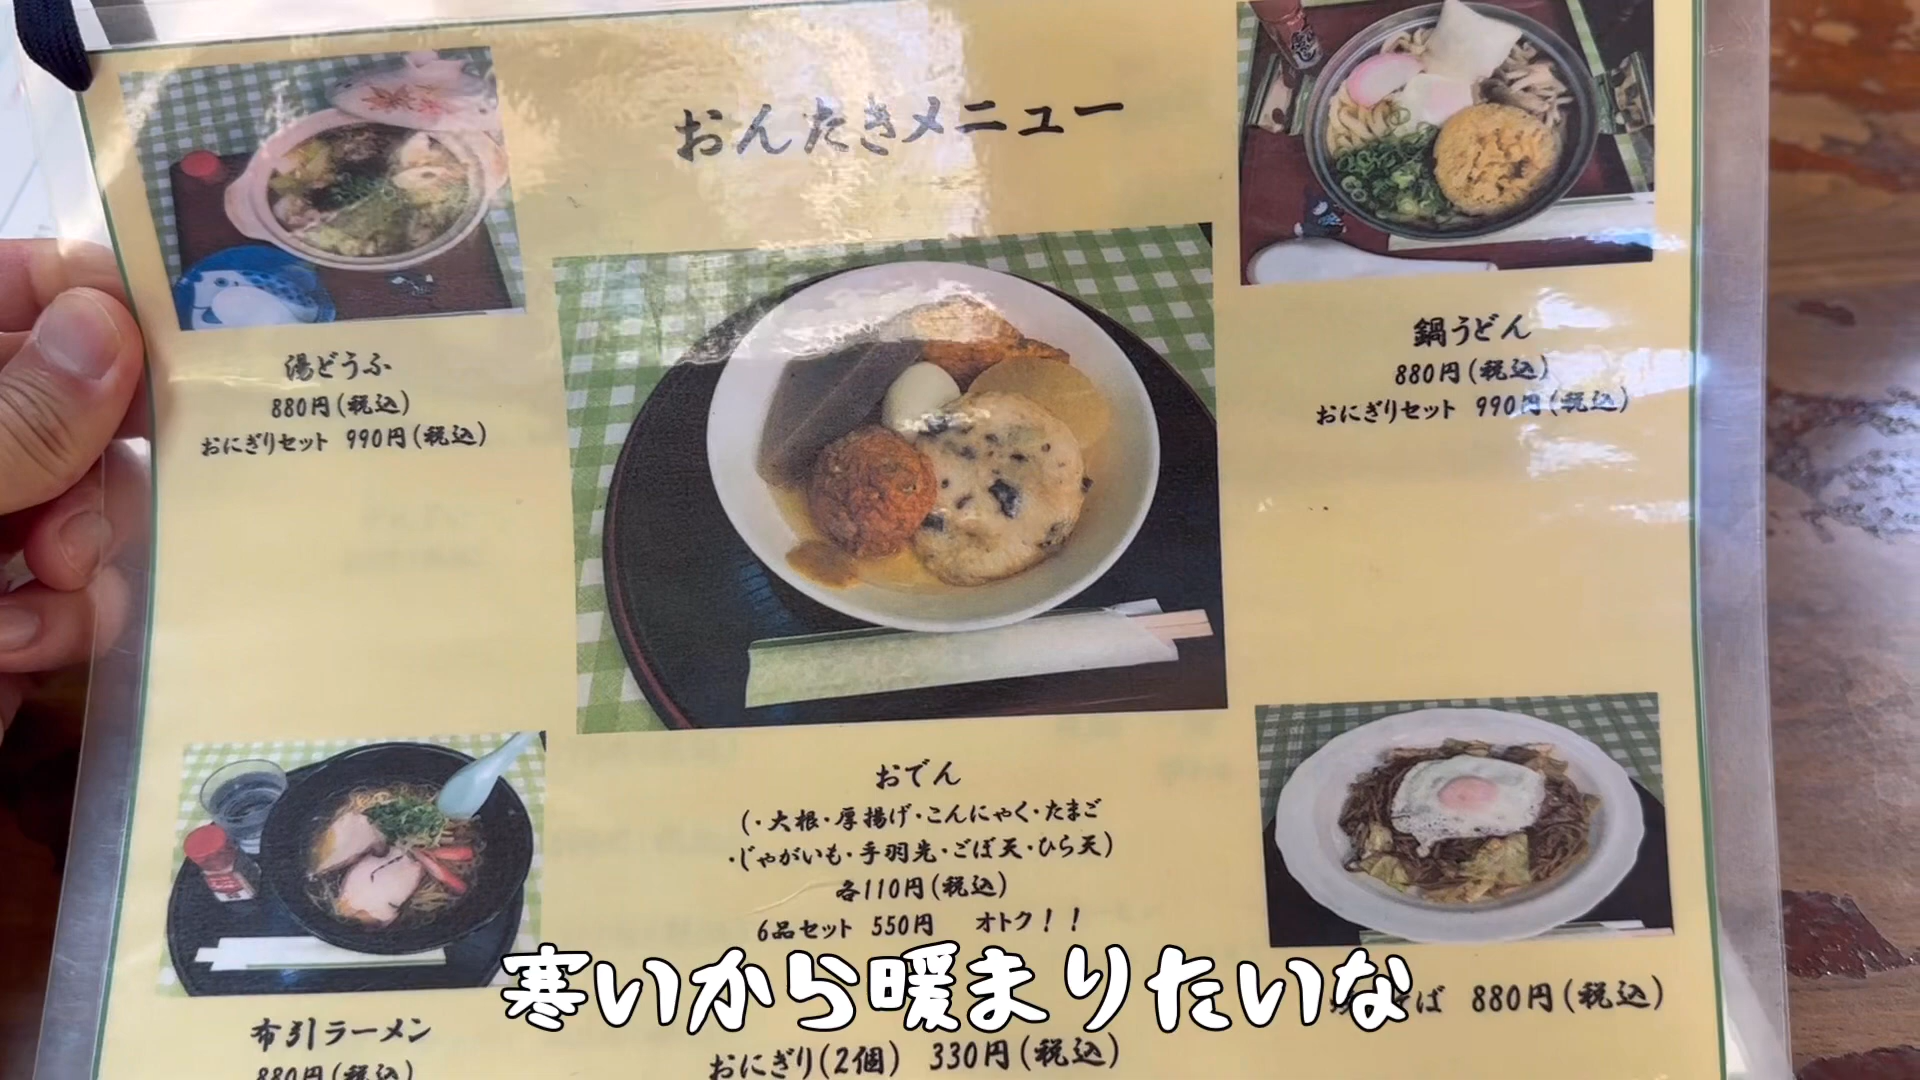 おんたきメニュー
湯どうふ
880円(税込)
おにぎりセット 990円(税込)
鍋うどん
880円(税込)
おにぎりセット 990円(税込)
おでん
(・大根・厚揚げ・こんにゃく・たまご
・じゃがいも・手羽先・ごぼ天・ひら天)
各110円(税込)
6品セット 550円 オトク!!
布引ラーメン
880円(税込)
そば 880円(税込)
おにぎり(2個) 330円(税込)
寒いから暖まりたいな